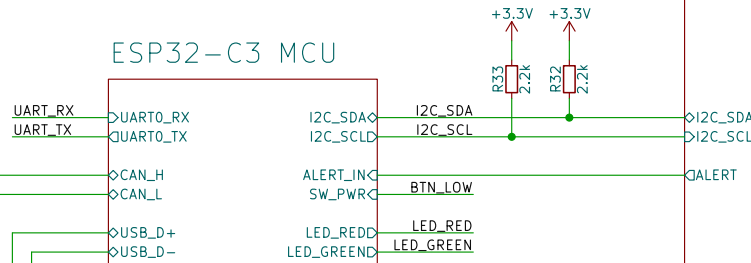 +3.3V +3.3V
ESP32-C3 MCU
R33 2.2k R32 2.2k
UART_RX UART0_RX I2C_SDA I2C_SDA I2C_SDA
UART_TX UART0_TX I2C_SCL I2C_SCL I2C_SCL
CAN_H ALERT_IN ALERT
CAN_L SW_PWR BTN_LOW
USB_D+ LED_RED LED_RED
USB_D- LED_GREEN LED_GREEN